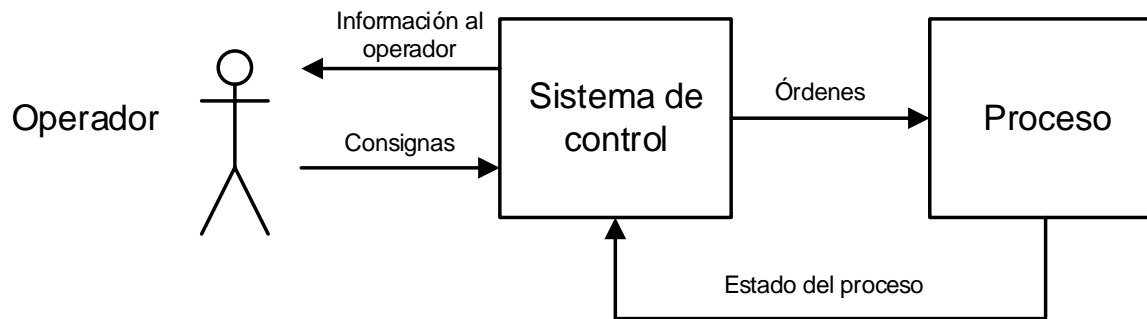 Información al
operador
Operador
Consignas
Sistema de
control
Órdenes
Proceso
Estado del proceso